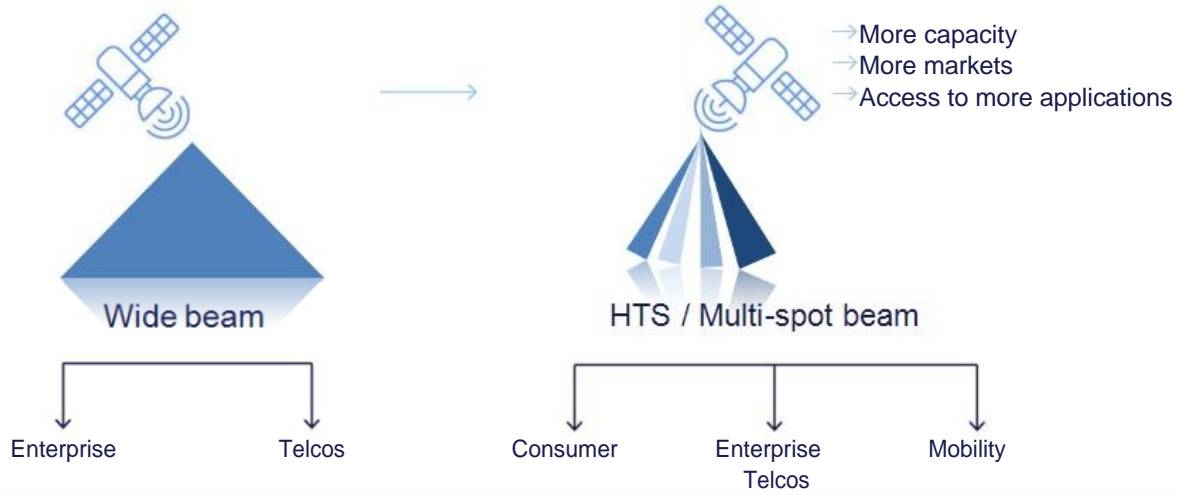 More capacity
More markets
Access to more applications
Wide beam
HTS / Multi-spot beam
Enterprise
Telcos
Consumer
Enterprise
Telcos
Mobility